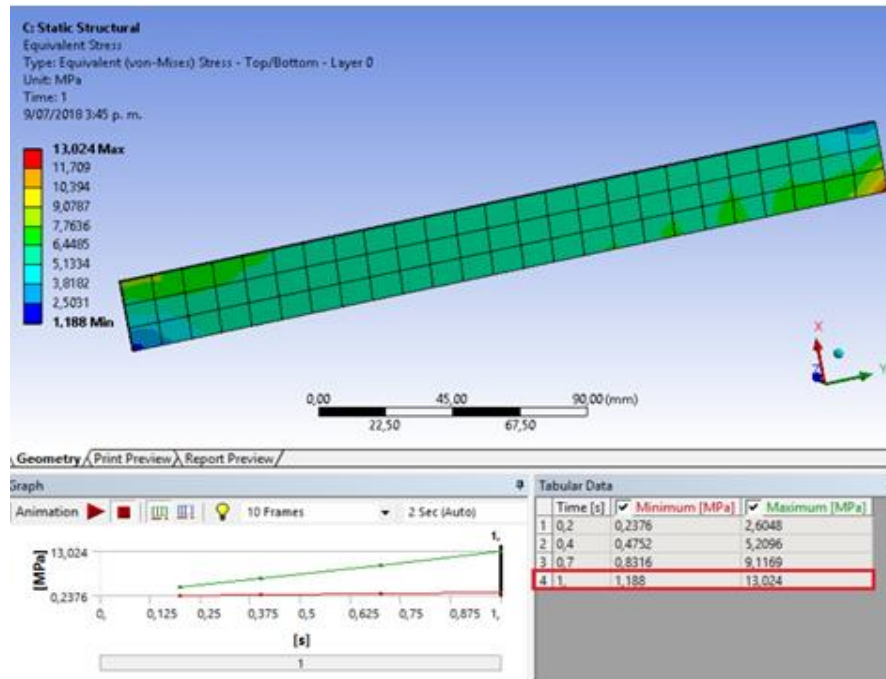 C: Static Structural
Equivalent Stress
Type: Equivalent (von-Mises) Stress - Top/Bottom - Layer 0
Unit: MPa
Time: 1
9/07/2018 3:45 p. m.
13,024 Max
11,709
10,394
9,0787
7,7636
6,4485
5,1334
3,8182
2,5031
1,188 Min
X
Y
Z
0,00 45,00 90,00 (mm)
22,50 67,50
Geometry Print Preview Report Preview
Graph
Animation 10 Frames 2 Sec (Auto)
1,
[MPa]
13,024
0,2376
0, 0,125 0,25 0,375 0,5 0,625 0,75 0,875 1,
[s]
1
Tabular Data
Time [s] Minimum [MPa] Maximum [MPa]
1 0,2 0,2376 2,6048
2 0,4 0,4752 5,2096
3 0,7 0,8316 9,1169
4 1, 1,188 13,024